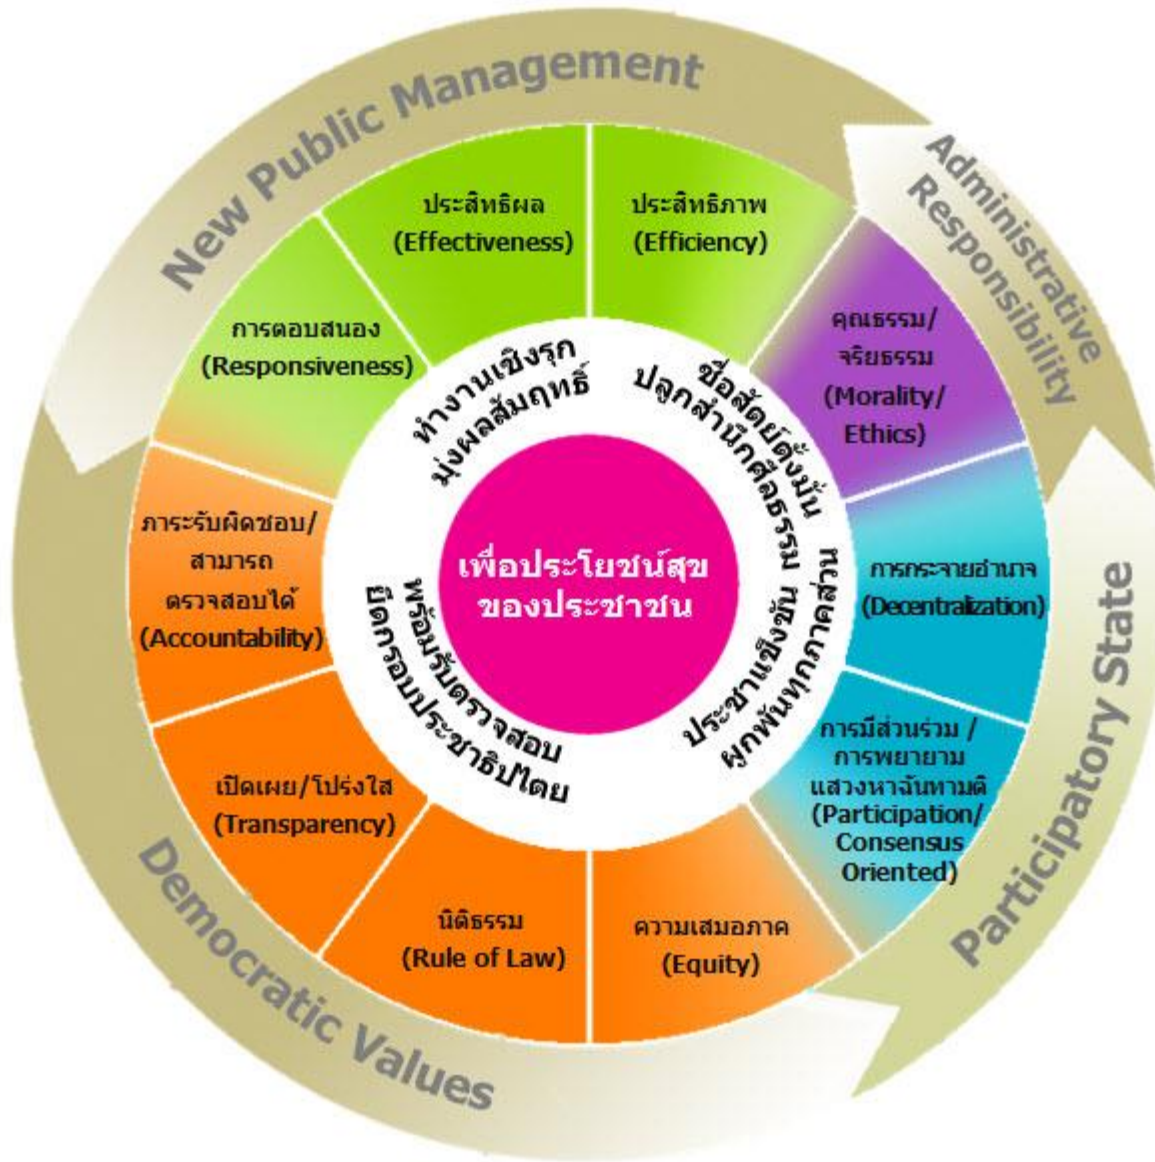 New Public Management
Administrative
Responsibility
Participatory State
Democratic Values
ประสิทธิผล
(Effectiveness)
ประสิทธิภาพ
(Efficiency)
คุณธรรม/
จริยธรรม
(Morality/
Ethics)
การกระจายอำนาจ
(Decentralization)
การมีส่วนร่วม /
การพยายาม
แสวงหาฉันทามติ
(Participation/
Consensus
Oriented)
ความเสมอภาค
(Equity)
นิติธรรม
(Rule of Law)
เปิดเผย/โปร่งใส
(Transparency)
ภาระรับผิดชอบ/
สามารถ
ตรวจสอบได้
(Accountability)
การตอบสนอง
(Responsiveness)
ทำงานเชิงรุก
มุ่งผลสัมฤทธิ์
ซื่อสัตย์ตั้งมั่น
ปลูกสำนึกศีลธรรม
ประชาแข็งขัน
ผูกพันทุกภาคส่วน
พร้อมรับตรวจสอบ
ยึดกรอบประชาธิปไตย
เพื่อประโยชน์สุข
ของประชาชน